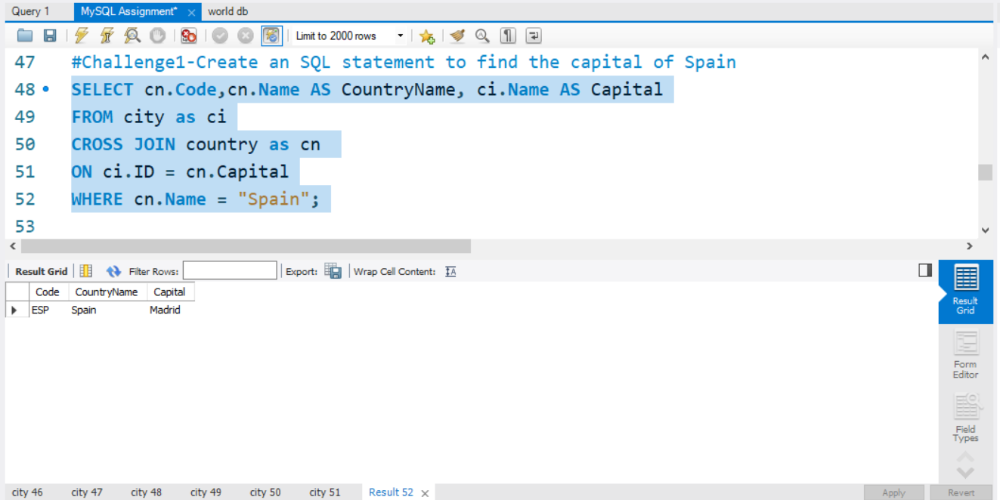 Query 1 MySQL Assignment* × world db
Limit to 2000 rows
47 #Challenge1-Create an SQL statement to find the capital of Spain
48 SELECT cn.Code,cn.Name AS CountryName, ci.Name AS Capital
49 FROM city as ci
50 CROSS JOIN country as cn
51 ON ci.ID = cn.Capital
52 WHERE cn.Name = "Spain";
53
Result Grid Filter Rows: Export: Wrap Cell Content: IA
Code CountryName Capital
ESP Spain Madrid
Result
Grid
Form
Editor
Field
Types
city 46 city 47 city 48 city 49 city 50 city 51 Result 52 × Apply Revert